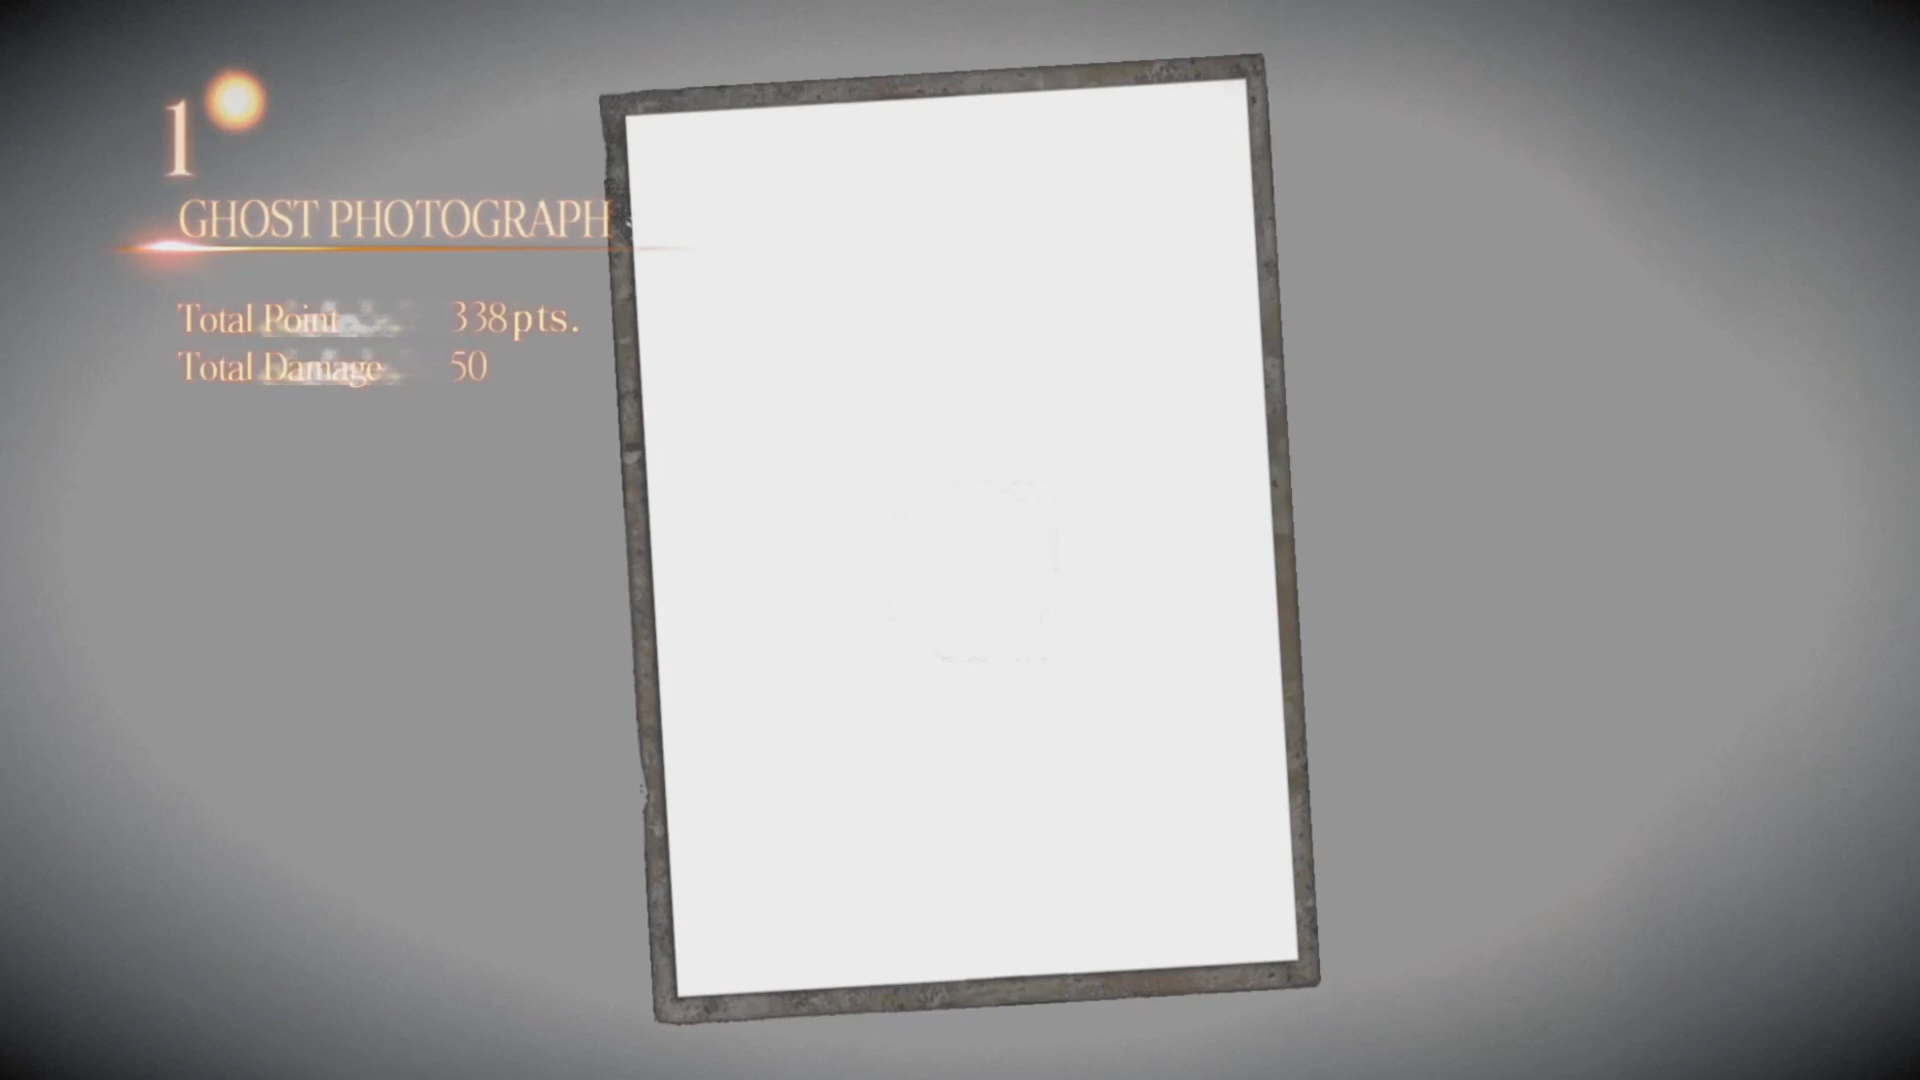 1
GHOST PHOTOGRAPH
Total Point 338pts.
Total Damage 50